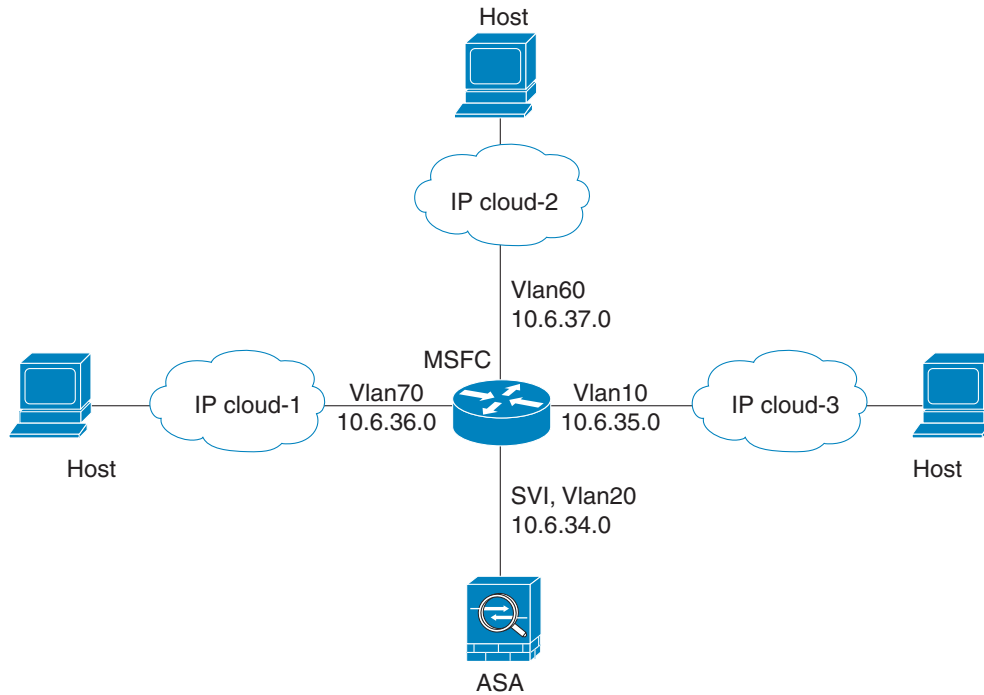 Host
IP cloud-2
Vlan60
10.6.37.0
MSFC
IP cloud-1
Vlan70
10.6.36.0
Vlan10
10.6.35.0
IP cloud-3
Host
Host
SVI, Vlan20
10.6.34.0
ASA